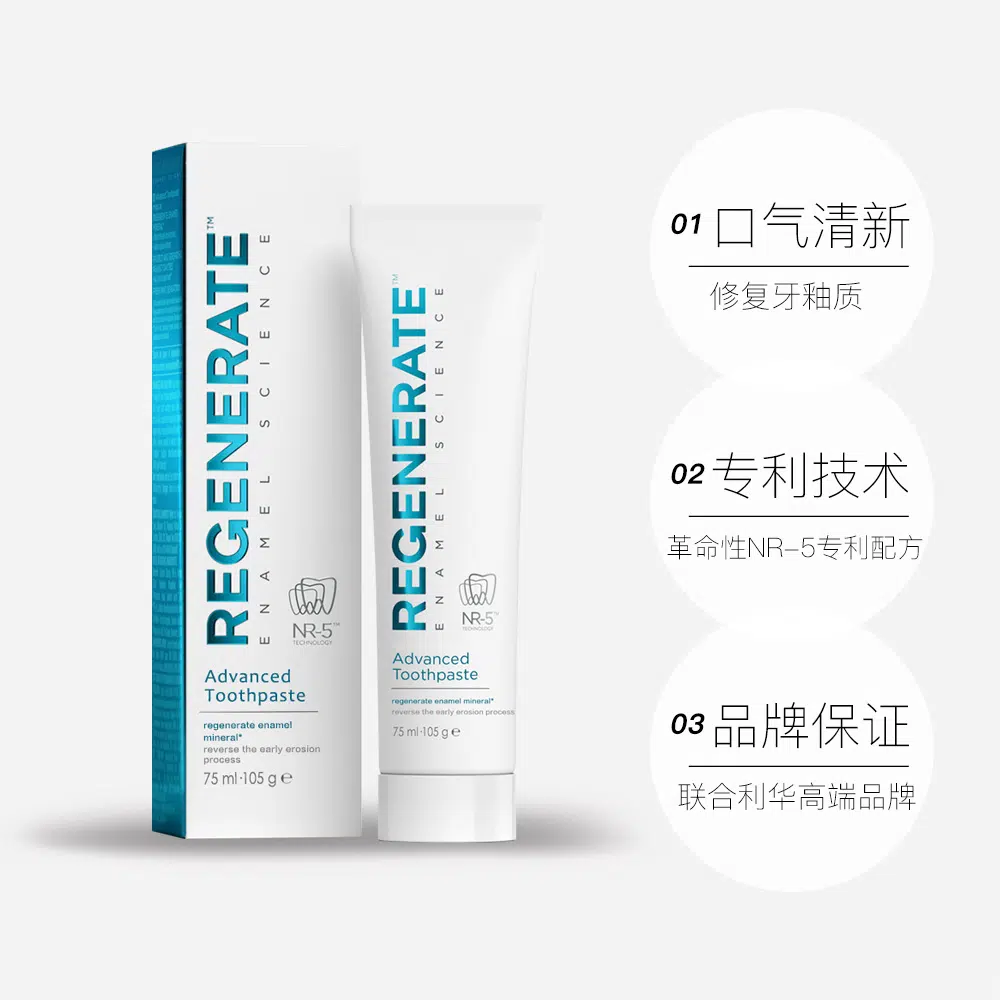 REGENERATE™
ENAMEL SCIENCE
NR-5™
TECHNOLOGY
Advanced
Toothpaste
regenerate enamel
mineral*
reverse the early erosion
process
75 ml·105 g ℮
REGENERATE™
ENAMEL SCIENCE
NR-5™
TECHNOLOGY
Advanced
Toothpaste
regenerate enamel mineral*
reverse the early erosion process
75 ml·105 g ℮
01 口气清新
修复牙釉质
02 专利技术
革命性NR-5专利配方
03 品牌保证
联合利华高端品牌